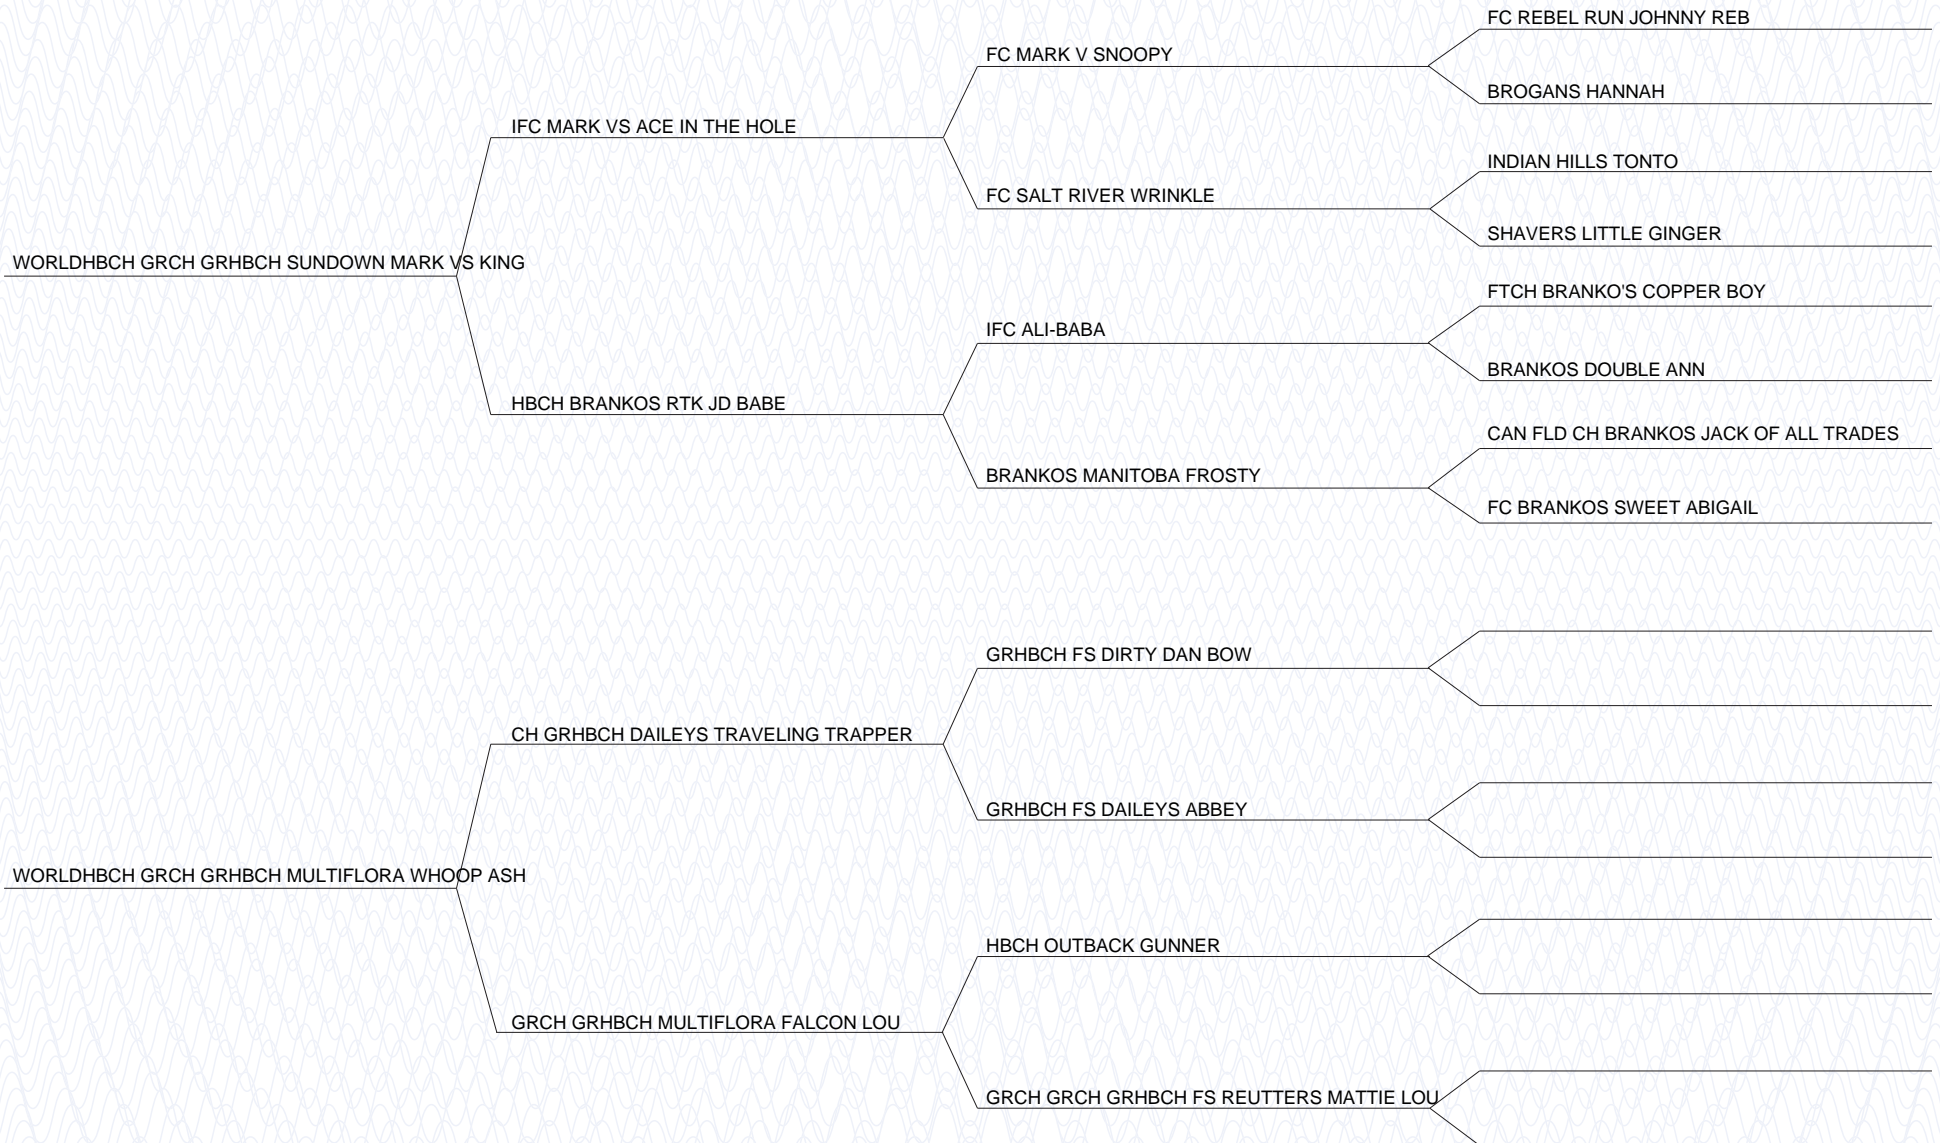 FC REBEL RUN JOHNNY REB
FC MARK V SNOOPY
BROGANS HANNAH
IFC MARK VS ACE IN THE HOLE
INDIAN HILLS TONTO
FC SALT RIVER WRINKLE
SHAVERS LITTLE GINGER
WORLDHBCH GRCH GRHBCH SUNDOWN MARK VS KING
FTCH BRANKO'S COPPER BOY
IFC ALI-BABA
BRANKOS DOUBLE ANN
HBCH BRANKOS RTK JD BABE
CAN FLD CH BRANKOS JACK OF ALL TRADES
BRANKOS MANITOBA FROSTY
FC BRANKOS SWEET ABIGAIL
GRHBCH FS DIRTY DAN BOW
CH GRHBCH DAILEYS TRAVELING TRAPPER
GRHBCH FS DAILEYS ABBEY
WORLDHBCH GRCH GRHBCH MULTIFLORA WHOOP ASH
HBCH OUTBACK GUNNER
GRCH GRHBCH MULTIFLORA FALCON LOU
GRCH GRCH GRHBCH FS REUTTERS MATTIE LOU